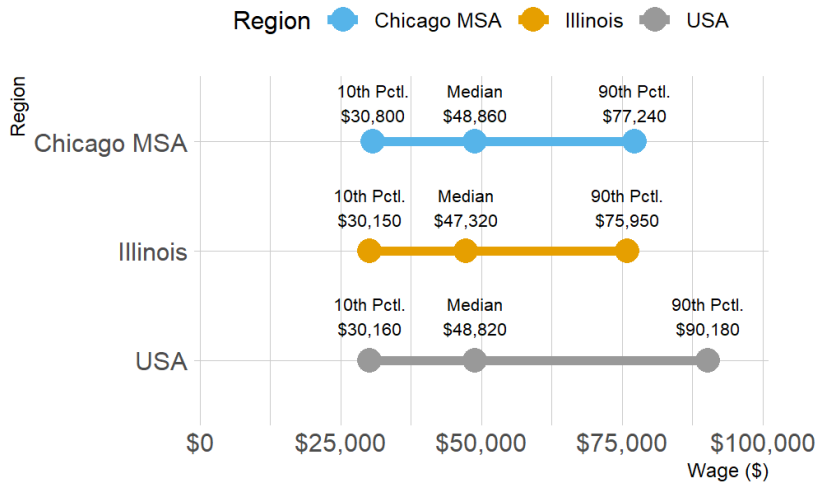 Region Chicago MSA Illinois USA
Region
10th Pctl. Median 90th Pctl.
$30,800 $48,860 $77,240
Chicago MSA
10th Pctl. Median 90th Pctl.
$30,150 $47,320 $75,950
Illinois
10th Pctl. Median 90th Pctl.
$30,160 $48,820 $90,180
USA
$0 $25,000 $50,000 $75,000 $100,000
Wage ($)